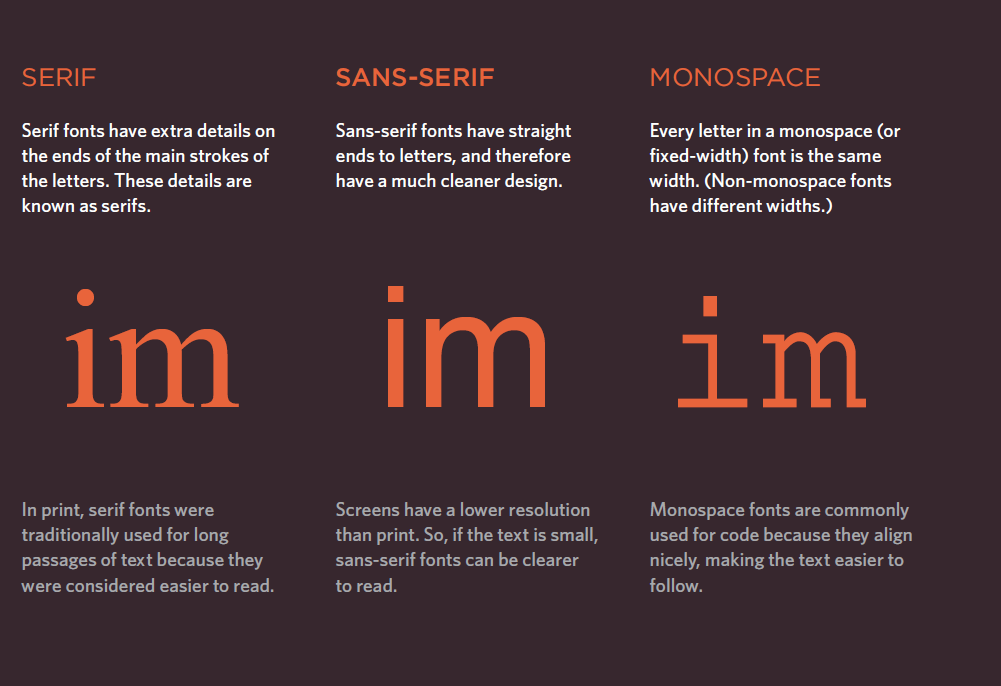 SERIF
Serif fonts have extra details on
the ends of the main strokes of
the letters. These details are
known as serifs.
im
In print, serif fonts were
traditionally used for long
passages of text because they
were considered easier to read.
SANS-SERIF
Sans-serif fonts have straight
ends to letters, and therefore
have a much cleaner design.
im
Screens have a lower resolution
than print. So, if the text is small,
sans-serif fonts can be clearer
to read.
MONOSPACE
Every letter in a monospace (or
fixed-width) font is the same
width. (Non-monospace fonts
have different widths.)
im
Monospace fonts are commonly
used for code because they align
nicely, making the text easier to
follow.